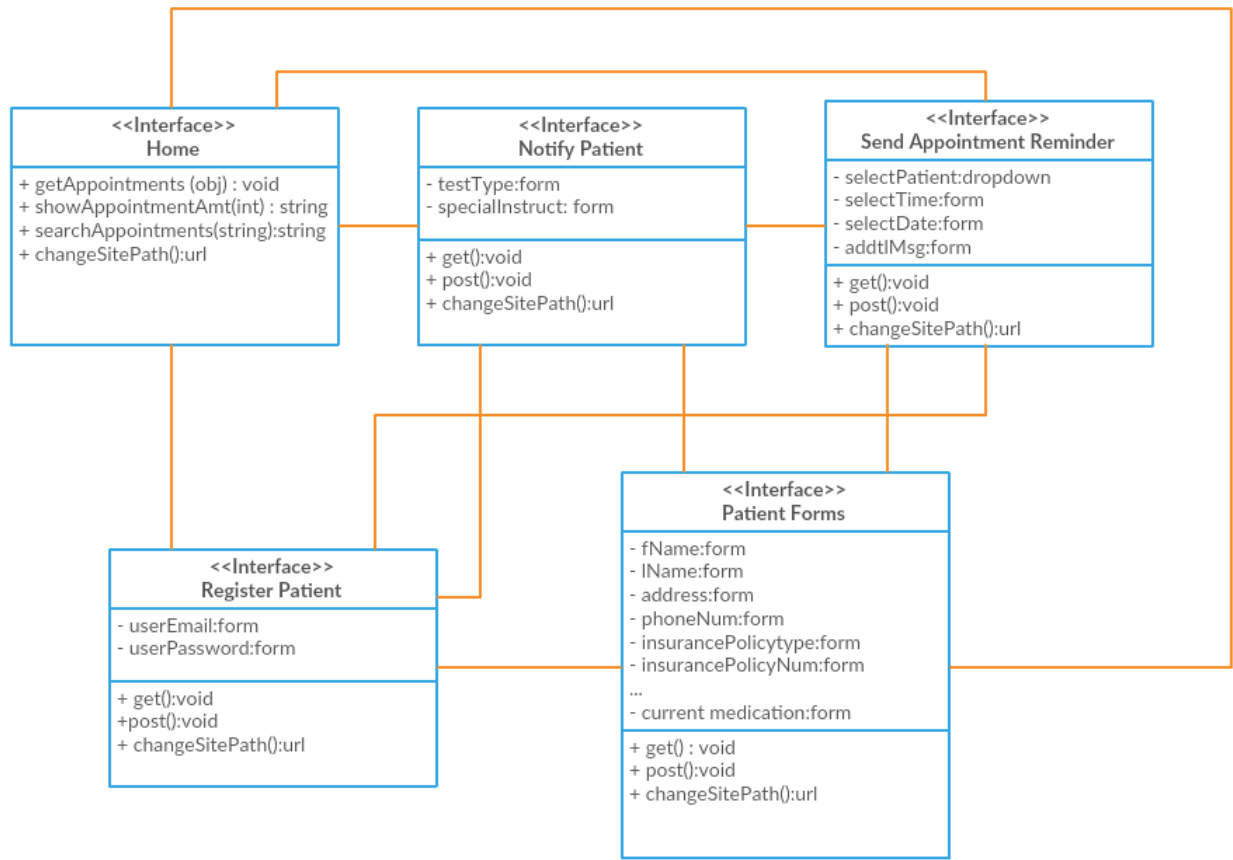 <<Interface>>
Home
+ getAppointments (obj) : void
+ showAppointmentAmt(int) : string
+ searchAppointments(string):string
+ changeSitePath():url
<<Interface>>
Notify Patient
- testType:form
- specialInstruct: form
+ get():void
+ post():void
+ changeSitePath():url
<<Interface>>
Send Appointment Reminder
- selectPatient:dropdown
- selectTime:form
- selectDate:form
- addtlMsg:form
+ get():void
+ post():void
+ changeSitePath():url
<<Interface>>
Register Patient
- userEmail:form
- userPassword:form
+ get():void
+post():void
+ changeSitePath():url
<<Interface>>
Patient Forms
- fName:form
- lName:form
- address:form
- phoneNum:form
- insurancePolicytype:form
- insurancePolicyNum:form
...
- current medication:form
+ get() : void
+ post():void
+ changeSitePath():url